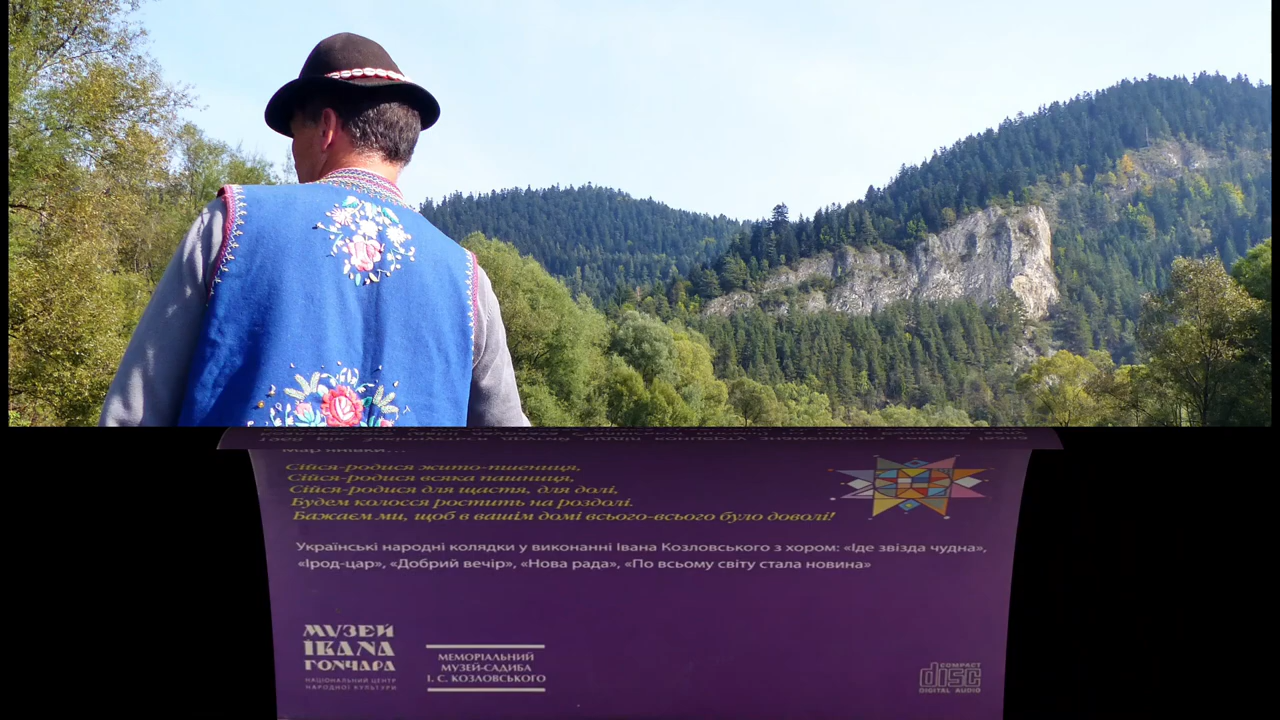 Сійся-родися жито-пшениця,
Сійся-родися всяка пашниця,
Сійся-родися для щастя, для долі,
Будем колосся ростить на роздолі.
Бажаєм ми, щоб в вашім домі всього-всього було доволі!
Українські народні колядки у виконанні Івана Козловського з хором: «Іде звізда чудна»,
«Ірод-цар», «Добрий вечір», «Нова рада», «По всьому світу стала новина»
МУЗЕЙ
ІВАНА
ГОНЧАРА
НАЦІОНАЛЬНИЙ ЦЕНТР
НАРОДНОЇ КУЛЬТУРИ
МЕМОРІАЛЬНИЙ
МУЗЕЙ-САДИБА
І. С. КОЗЛОВСЬКОГО
COMPACT
disc
DIGITAL AUDIO